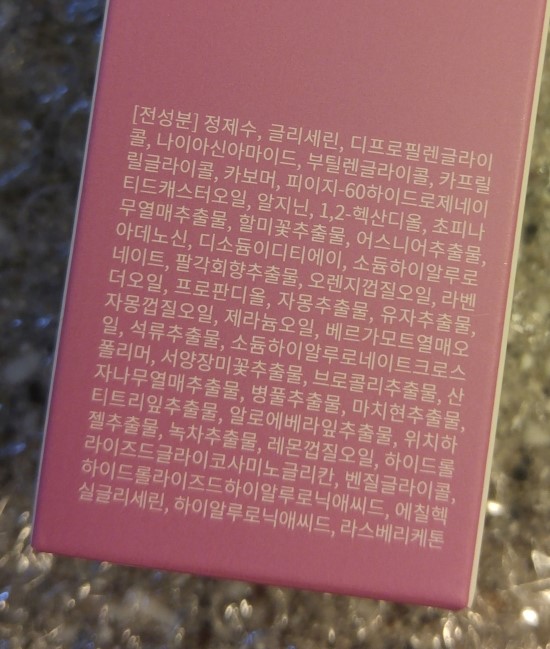 [전성분] 정제수, 글리세린, 디프로필렌글라이
콜, 나이아신아마이드, 부틸렌글라이콜, 카프릴
릴글라이콜, 카보머, 피이지-60하이드로제네이
티드캐스터오일, 알지닌, 1,2-헥산디올, 초피나
무열매추출물, 할미꽃추출물, 어스니어추출물,
아데노신, 디소듐이디티에이, 소듐하이알루로
네이트, 팔각회향추출물, 오렌지껍질오일, 라벤
더오일, 프로판디올, 자몽추출물, 유자추출물,
자몽껍질오일, 제라늄오일, 베르가모트열매오
일, 석류추출물, 소듐하이알루로네이트크로스
폴리머, 서양장미꽃추출물, 브로콜리추출물, 산
자나무열매추출물, 병풀추출물, 마치현추출물,
티트리잎추출물, 알로에베라잎추출물, 위치하
젤추출물, 녹차추출물, 레몬껍질오일, 하이드롤
라이즈드글라이코사미노글리칸, 벤질글라이콜,
하이드롤라이즈드하이알루로닉애씨드, 에칠헥
실글리세린, 하이알루로닉애씨드, 라스베리케톤